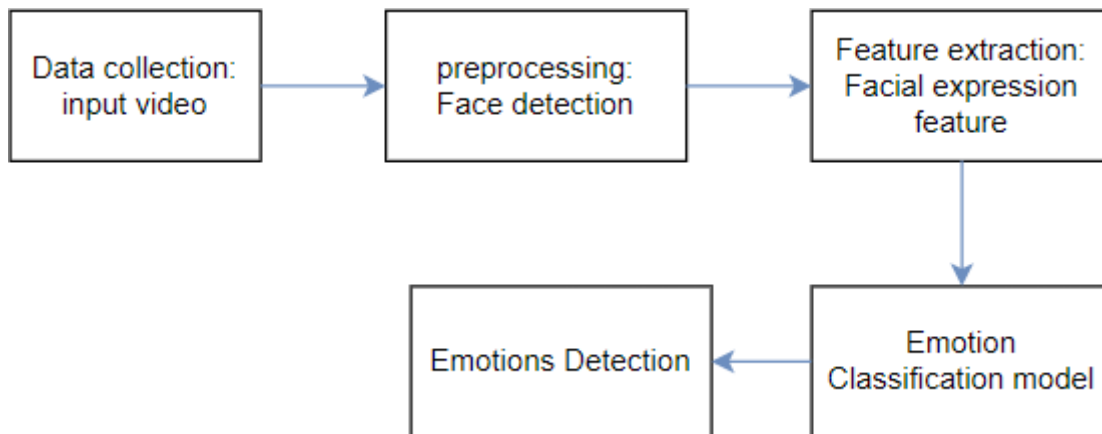 Data collection:
input video
preprocessing:
Face detection
Feature extraction:
Facial expression
feature
Emotion
Classification model
Emotions Detection